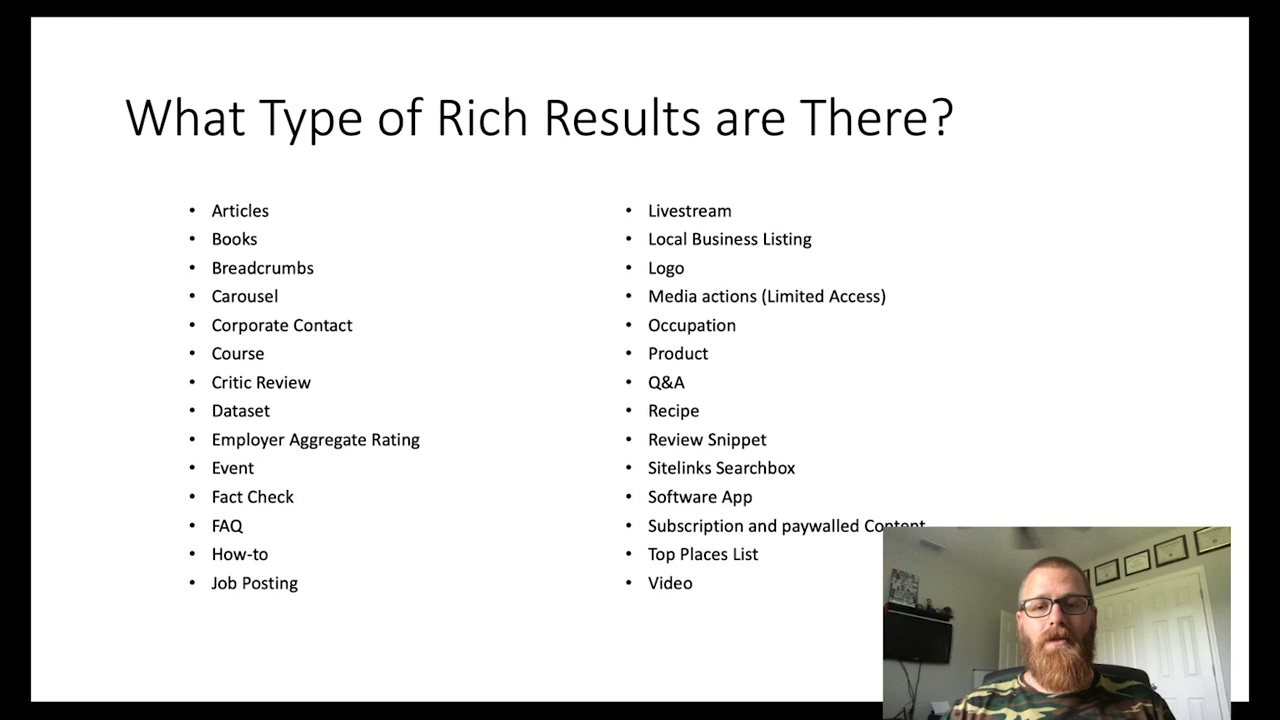 What Type of Rich Results are There?
• Articles
• Books
• Breadcrumbs
• Carousel
• Corporate Contact
• Course
• Critic Review
• Dataset
• Employer Aggregate Rating
• Event
• Fact Check
• FAQ
• How-to
• Job Posting
• Livestream
• Local Business Listing
• Logo
• Media actions (Limited Access)
• Occupation
• Product
• Q&A
• Recipe
• Review Snippet
• Sitelinks Searchbox
• Software App
• Subscription and paywalled Content
• Top Places List
• Video